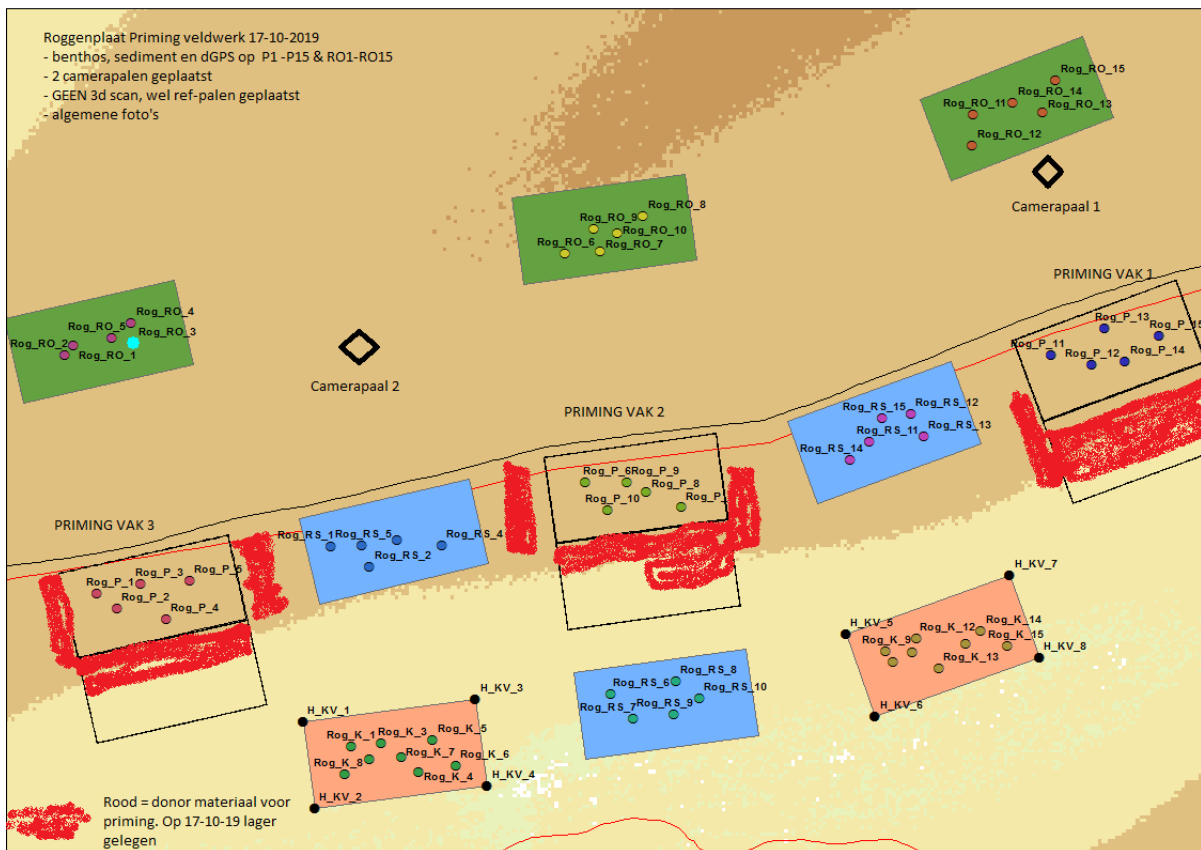 Roggenplaat Priming veldwerk 17-10-2019
- benthos, sediment en dGPS op P1 -P15 & RO1-RO15
- 2 camerapalen geplaatst
- GEEN 3d scan, wel ref-palen geplaatst
- algemene foto's
Rog_RO_15
Rog_RO_14
Rog_RO_11
Rog_RO_13
Rog_RO_12
Camerapaal 1
Rog_RO_8
Rog_RO_9
Rog_RO_10
Rog_RO_6
Rog_RO_7
Rog_RO_4
Rog_RO_5
Rog_RO_3
Rog_RO_2
Rog_RO_1
Camerapaal 2
PRIMING VAK 1
Rog_P_13
Rog_P_15
Rog_P_11
Rog_P_12
Rog_P_14
Rog_RS_12
Rog_RS_15
Rog_RS_13
Rog_RS_11
Rog_RS_14
PRIMING VAK 2
Rog_P_6
Rog_P_9
Rog_P_8
Rog_P_10
Rog_P_
PRIMING VAK 3
Rog_RS_1
Rog_RS_5
Rog_RS_4
Rog_RS_2
Rog_P_3
Rog_P_1
Rog_P_2
Rog_P_4
H_KV_7
H_KV_5
Rog_K_14
Rog_K_12
Rog_K_15
Rog_K_9
Rog_K_13
H_KV_8
H_KV_6
Rog_RS_8
Rog_RS_6
Rog_RS_10
Rog_RS_9
Rog_RS_7
H_KV_3
H_KV_1
Rog_K_5
Rog_K_3
Rog_K_1
Rog_K_7
Rog_K_6
Rog_K_8
Rog_K_4
H_KV_4
H_KV_2
Rood = donor materiaal voor
priming. Op 17-10-19 lager
gelegen